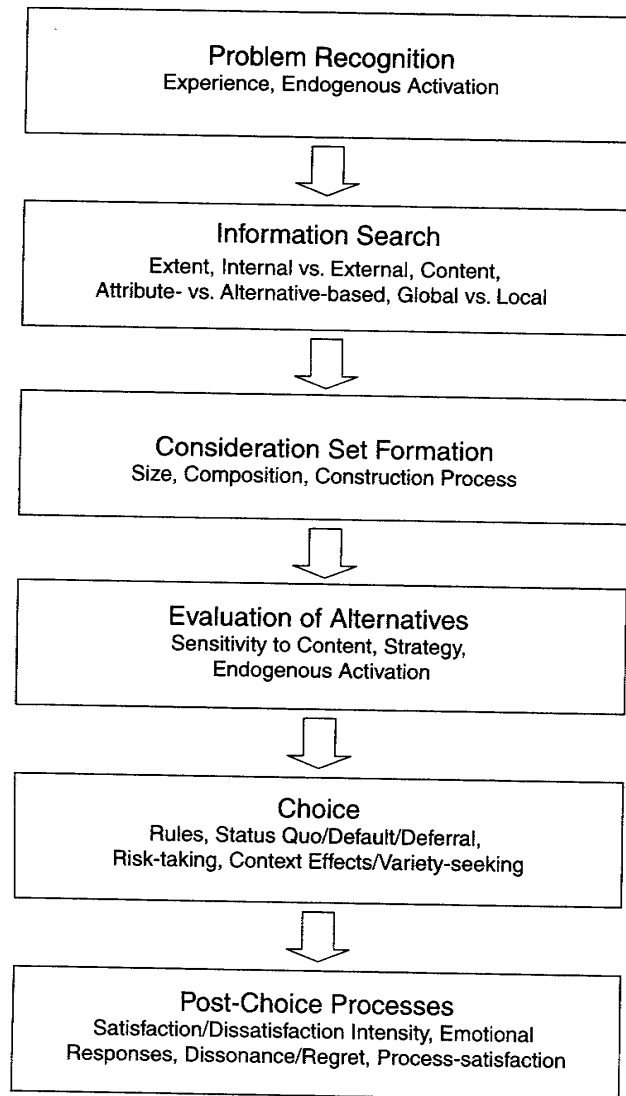 Problem Recognition
Experience, Endogenous Activation
Information Search
Extent, Internal vs. External, Content,
Attribute- vs. Alternative-based, Global vs. Local
Consideration Set Formation
Size, Composition, Construction Process
Evaluation of Alternatives
Sensitivity to Content, Strategy,
Endogenous Activation
Choice
Rules, Status Quo/Default/Deferral,
Risk-taking, Context Effects/Variety-seeking
Post-Choice Processes
Satisfaction/Dissatisfaction Intensity, Emotional
Responses, Dissonance/Regret, Process-satisfaction